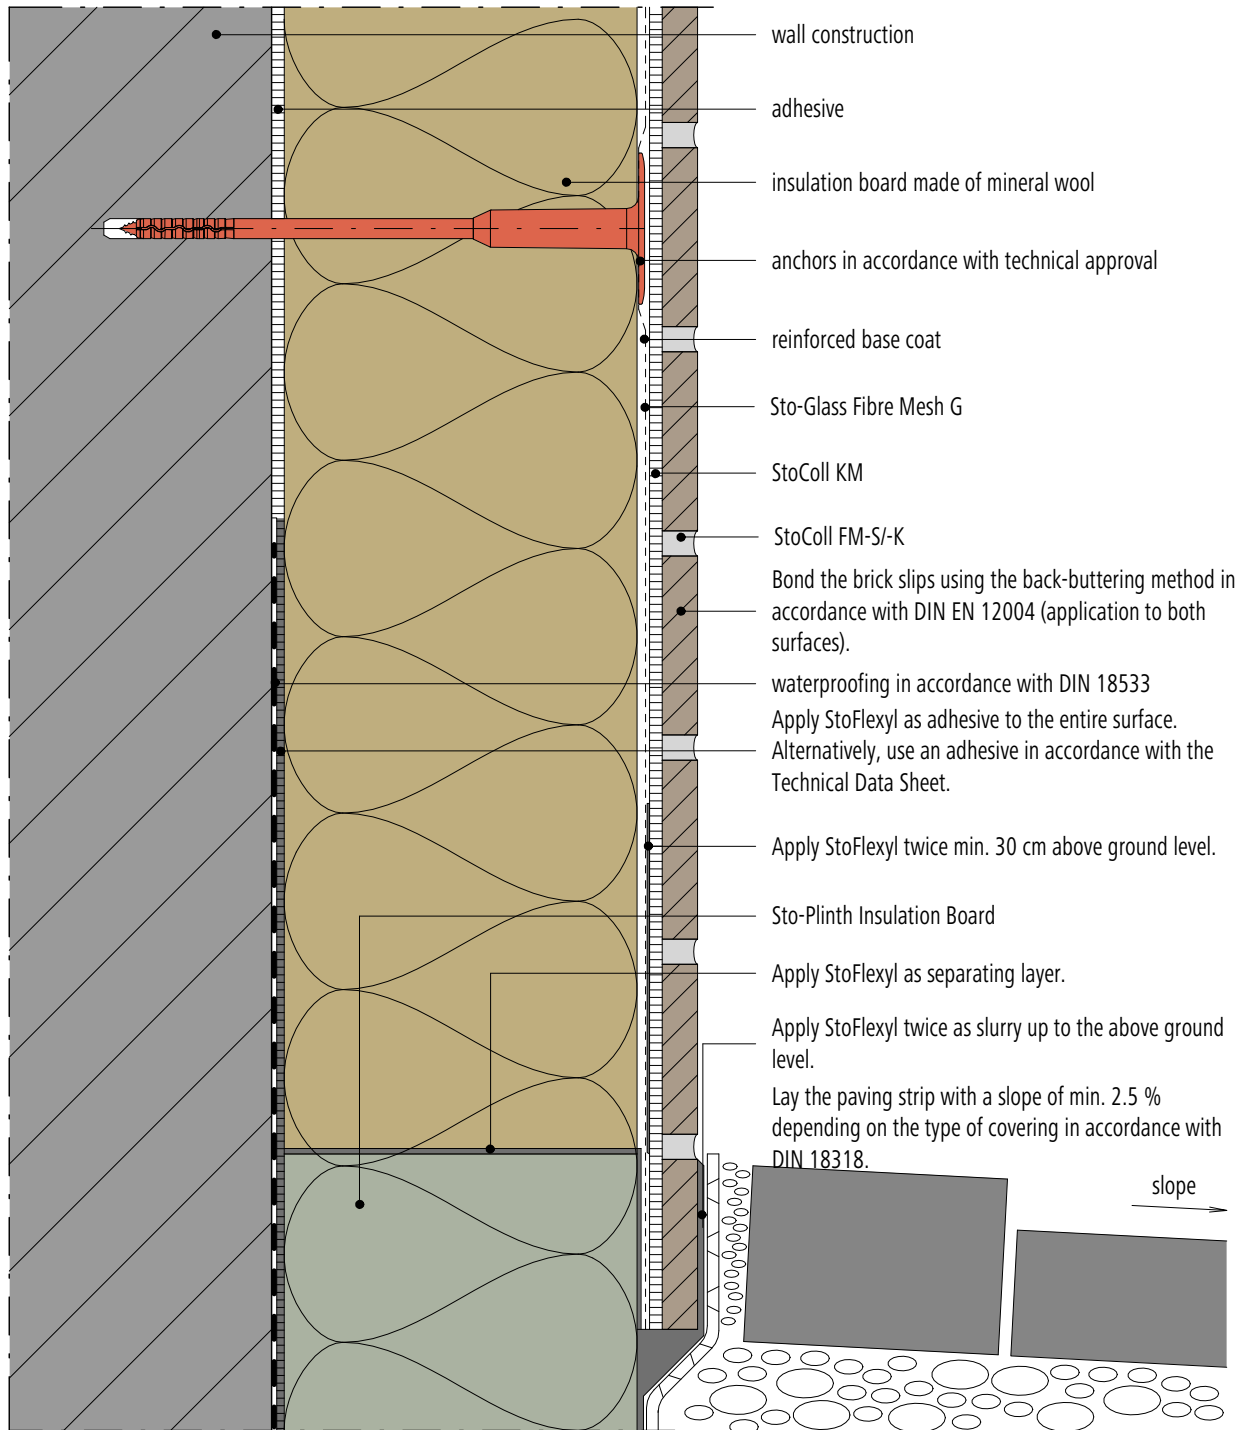 wall construction
adhesive
insulation board made of mineral wool
anchors in accordance with technical approval
reinforced base coat
Sto-Glass Fibre Mesh G
StoColl KM
StoColl FM-S/-K
Bond the brick slips using the back-buttering method in
accordance with DIN EN 12004 (application to both
surfaces).
waterproofing in accordance with DIN 18533
Apply StoFlexyl as adhesive to the entire surface.
Alternatively, use an adhesive in accordance with the
Technical Data Sheet.
Apply StoFlexyl twice min. 30 cm above ground level.
Sto-Plinth Insulation Board
Apply StoFlexyl as separating layer.
Apply StoFlexyl twice as slurry up to the above ground
level.
Lay the paving strip with a slope of min. 2.5 %
depending on the type of covering in accordance with
DIN 18318.
slope